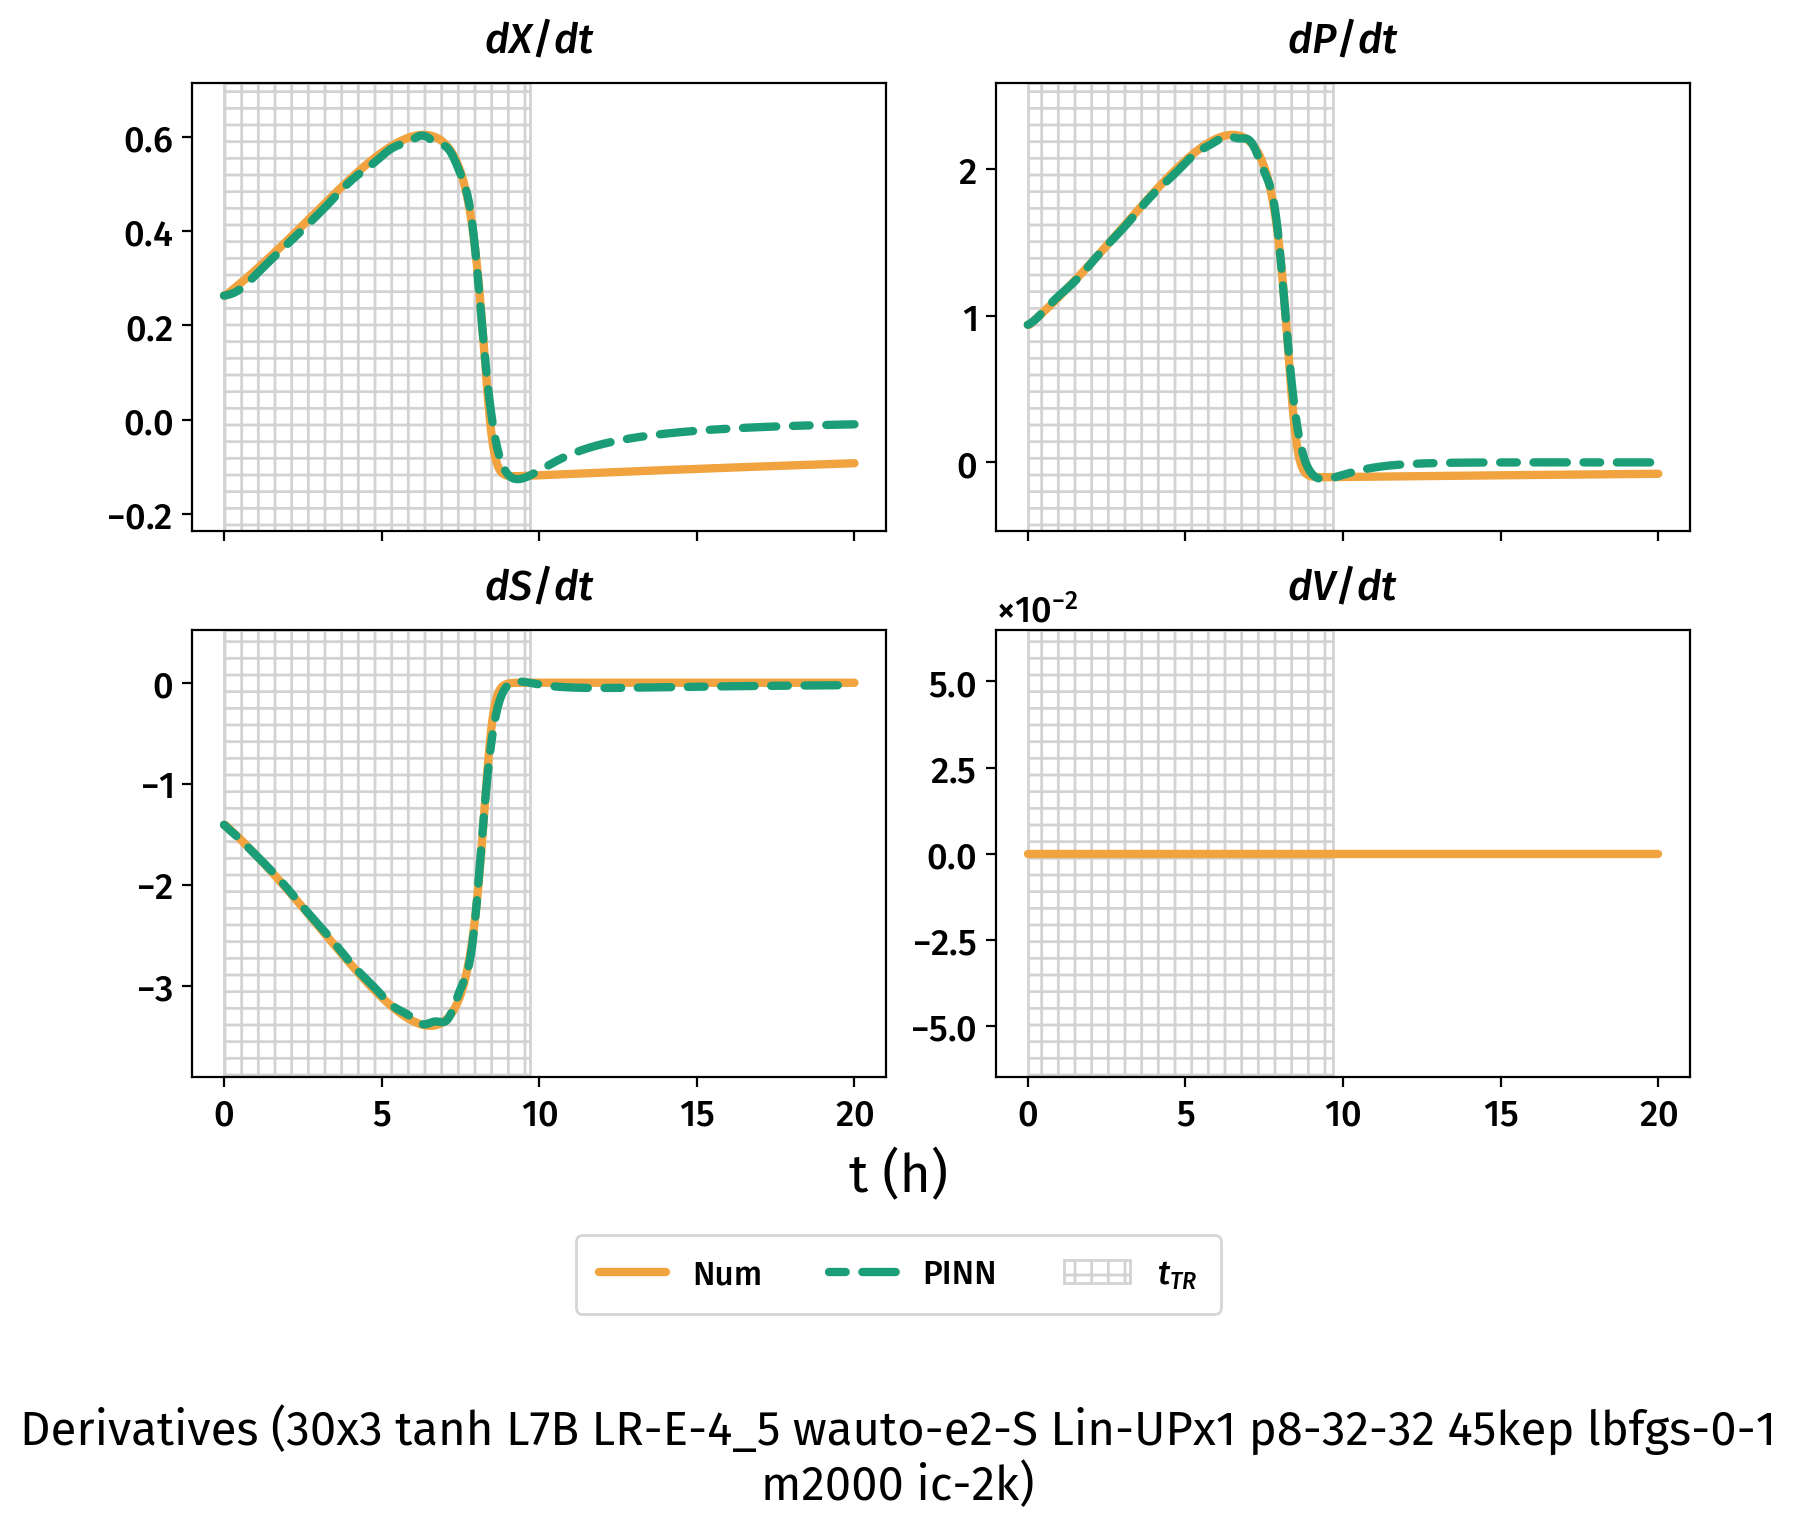 dX/dt
dP/dt
0.6
0.4
0.2
0.0
−0.2
2
1
0
dS/dt
dV/dt
×10⁻²
0
−1
−2
−3
5.0
2.5
0.0
−2.5
−5.0
0 5 10 15 20
0 5 10 15 20
t (h)
Num PINN t_TR
Derivatives (30x3 tanh L7B LR-E-4_5 wauto-e2-S Lin-UPx1 p8-32-32 45kep lbfgs-0-1
m2000 ic-2k)